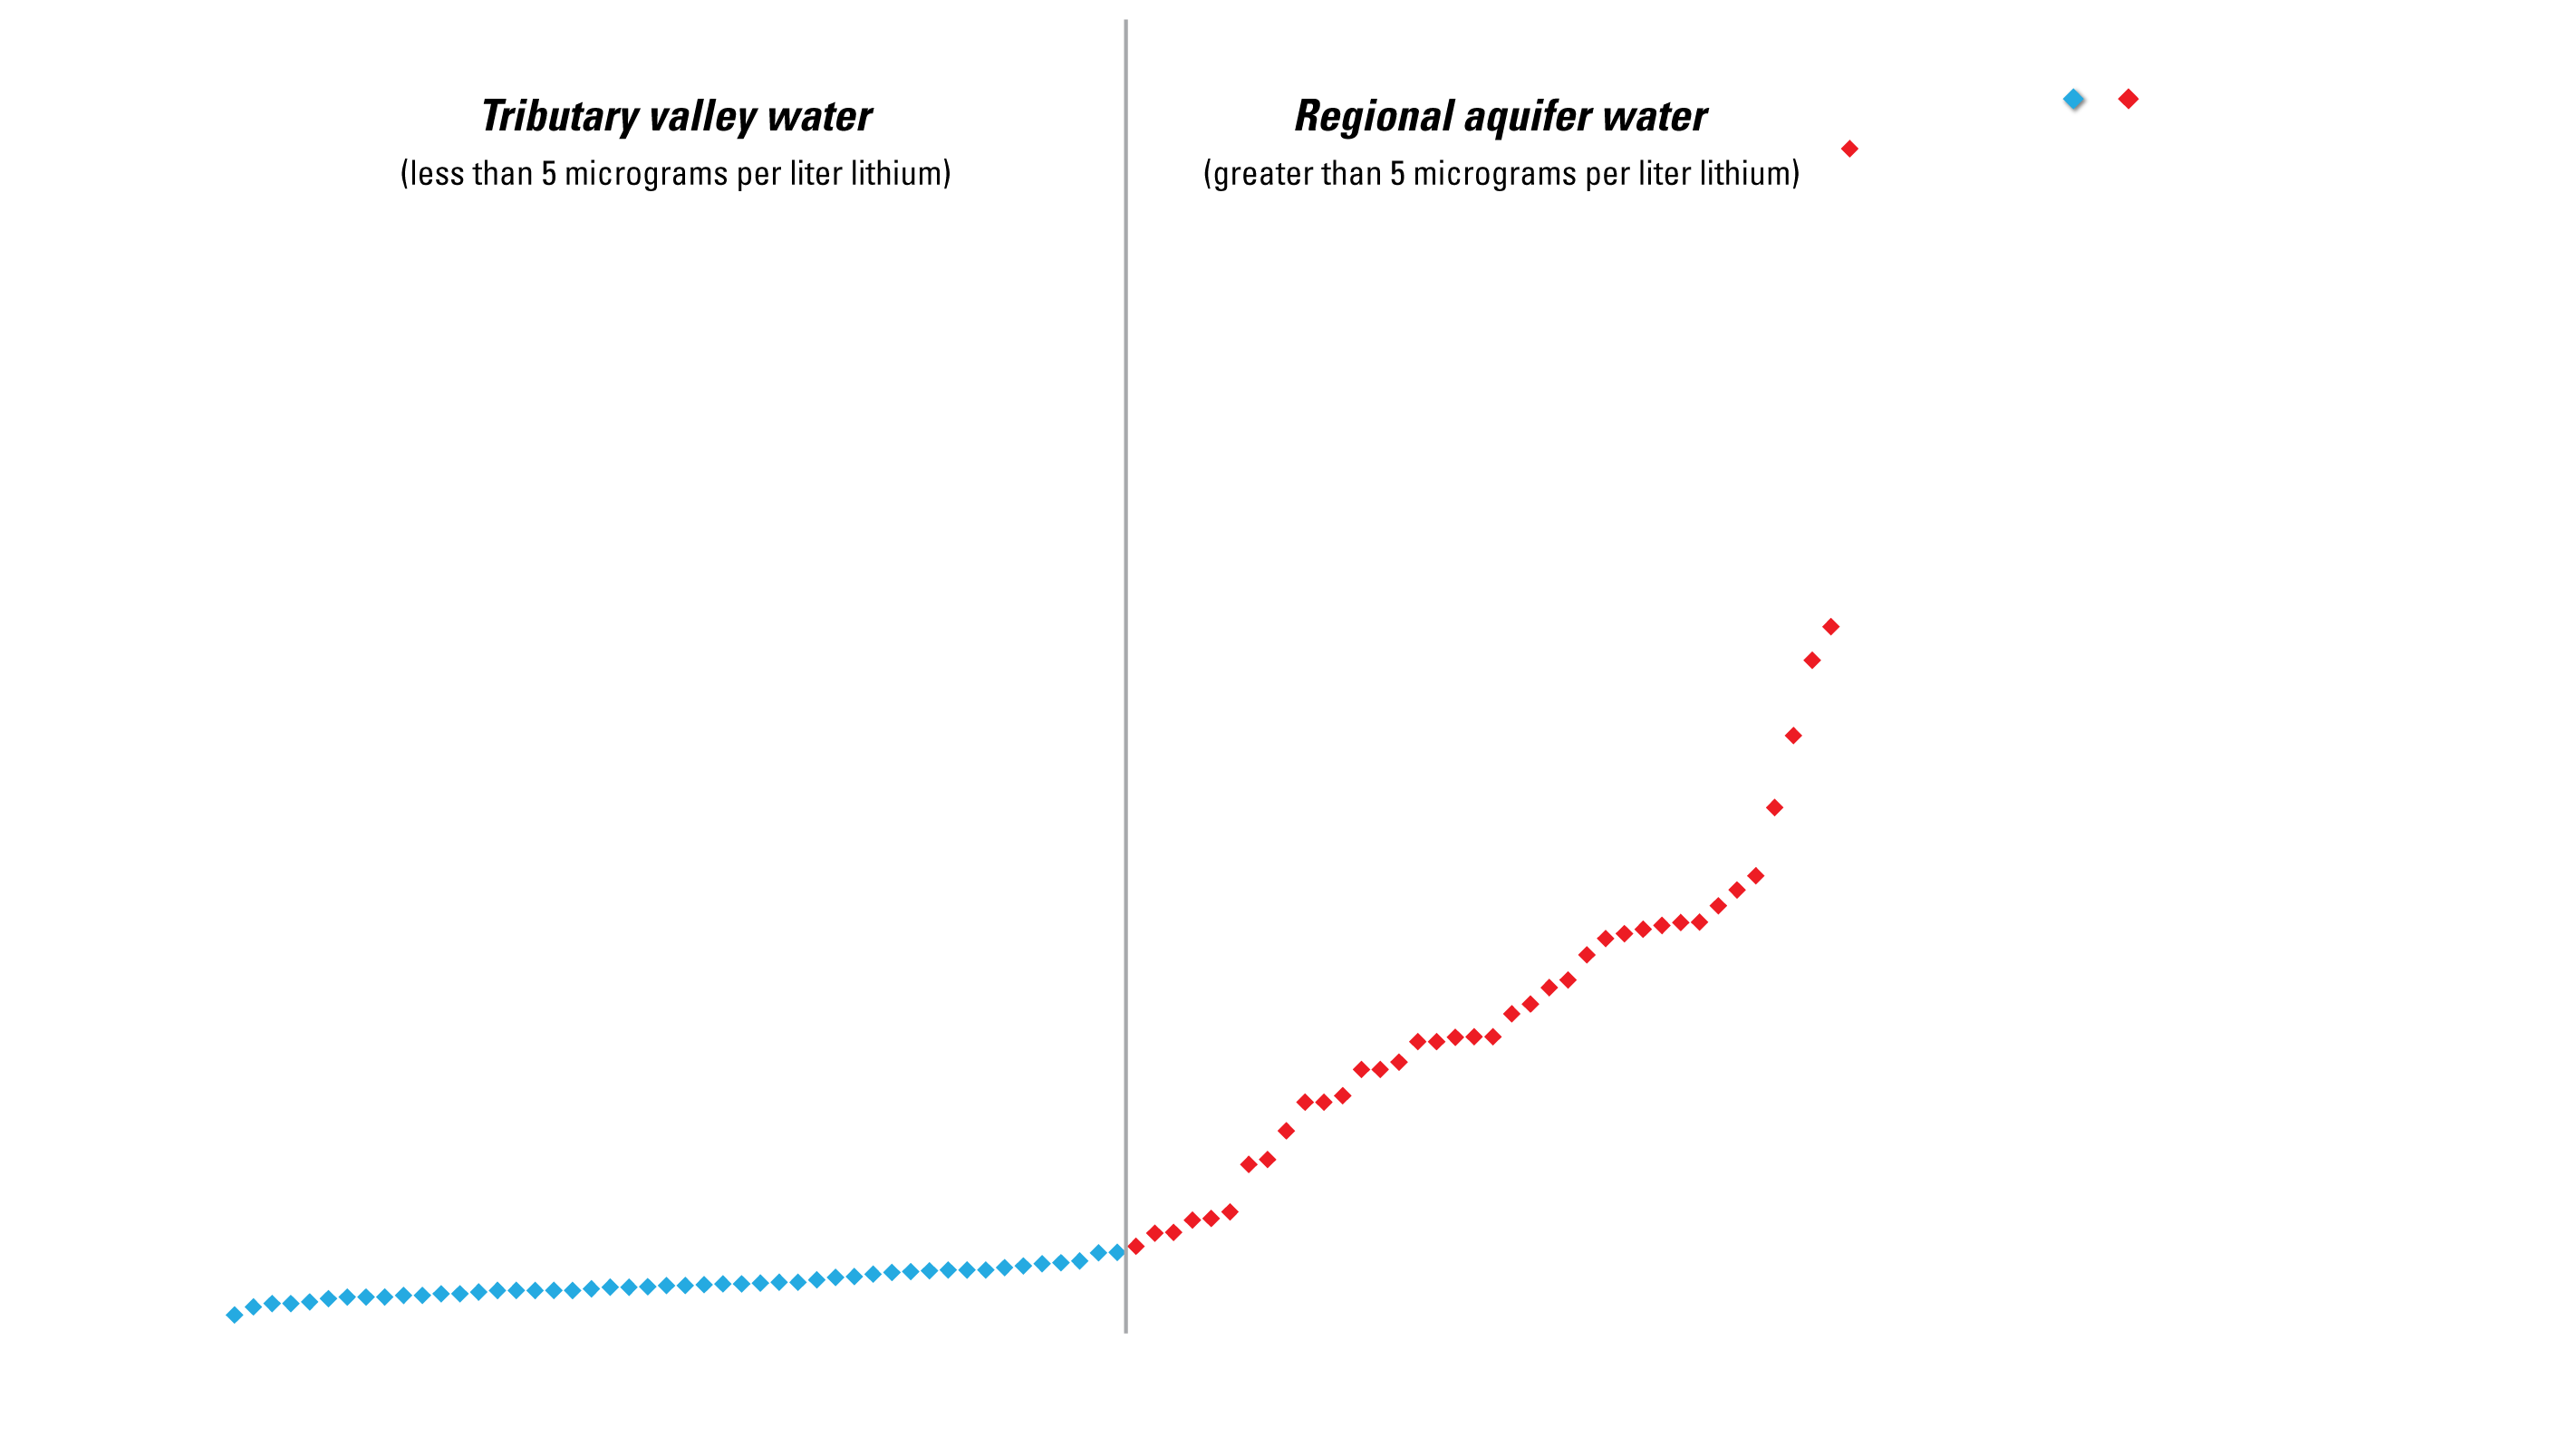 Tributary valley water
(less than 5 micrograms per liter lithium)
Regional aquifer water
(greater than 5 micrograms per liter lithium)